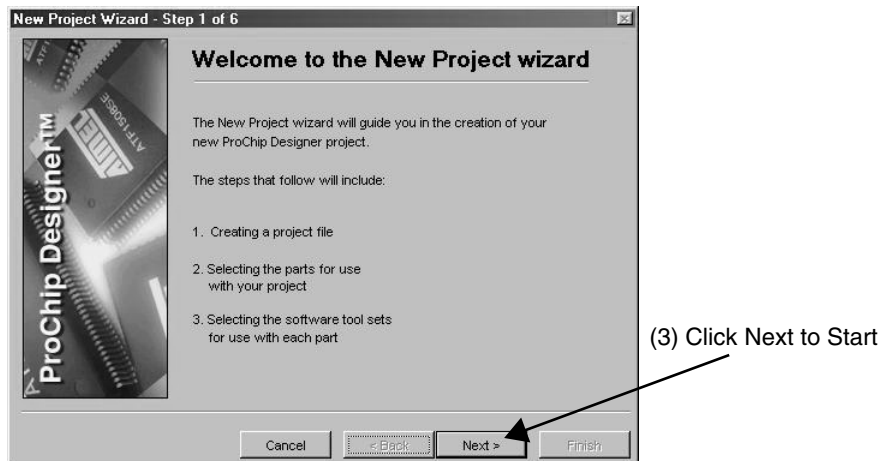 New Project Wizard - Step 1 of 6
Welcome to the New Project wizard
The New Project wizard will guide you in the creation of your
new ProChip Designer project.
The steps that follow will include:
1. Creating a project file
2. Selecting the parts for use
with your project
3. Selecting the software tool sets
for use with each part
ProChip Designer™
ATMEL
ATF1508SE
(3) Click Next to Start
Cancel
< Back
Next >
Finish